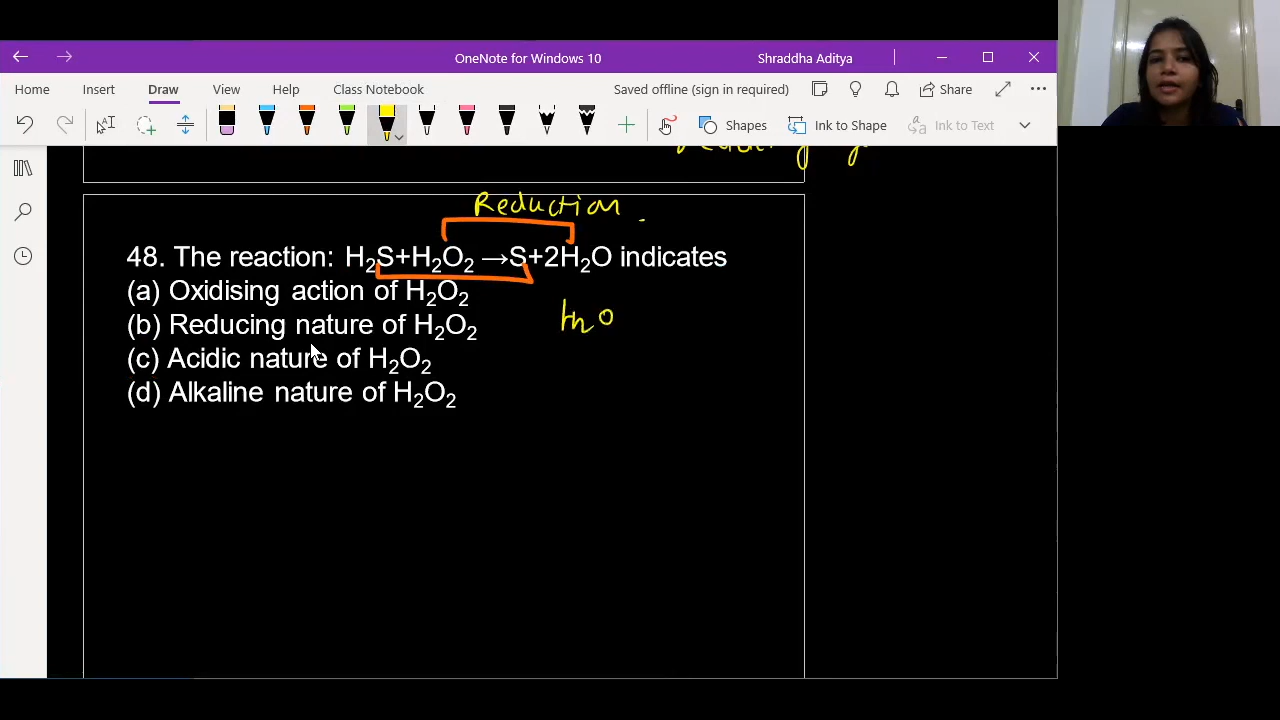 OneNote for Windows 10
Shraddha Aditya
Home Insert Draw View Help Class Notebook
Saved offline (sign in required) Share
Shapes Ink to Shape Ink to Text
Reduction
48. The reaction: H₂S+H₂O₂ →S+2H₂O indicates
(a) Oxidising action of H₂O₂
(b) Reducing nature of H₂O₂
H₂O
(c) Acidic nature of H₂O₂
(d) Alkaline nature of H₂O₂